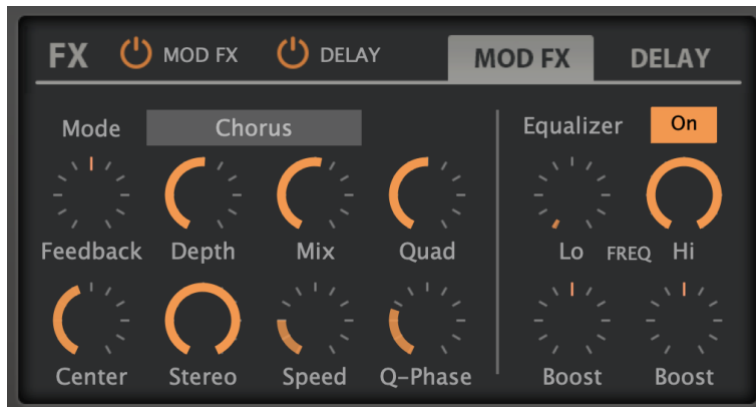 FX MOD FX DELAY MOD FX DELAY
Mode Chorus Equalizer On
Feedback Depth Mix Quad Lo FREQ Hi
Center Stereo Speed Q-Phase Boost Boost